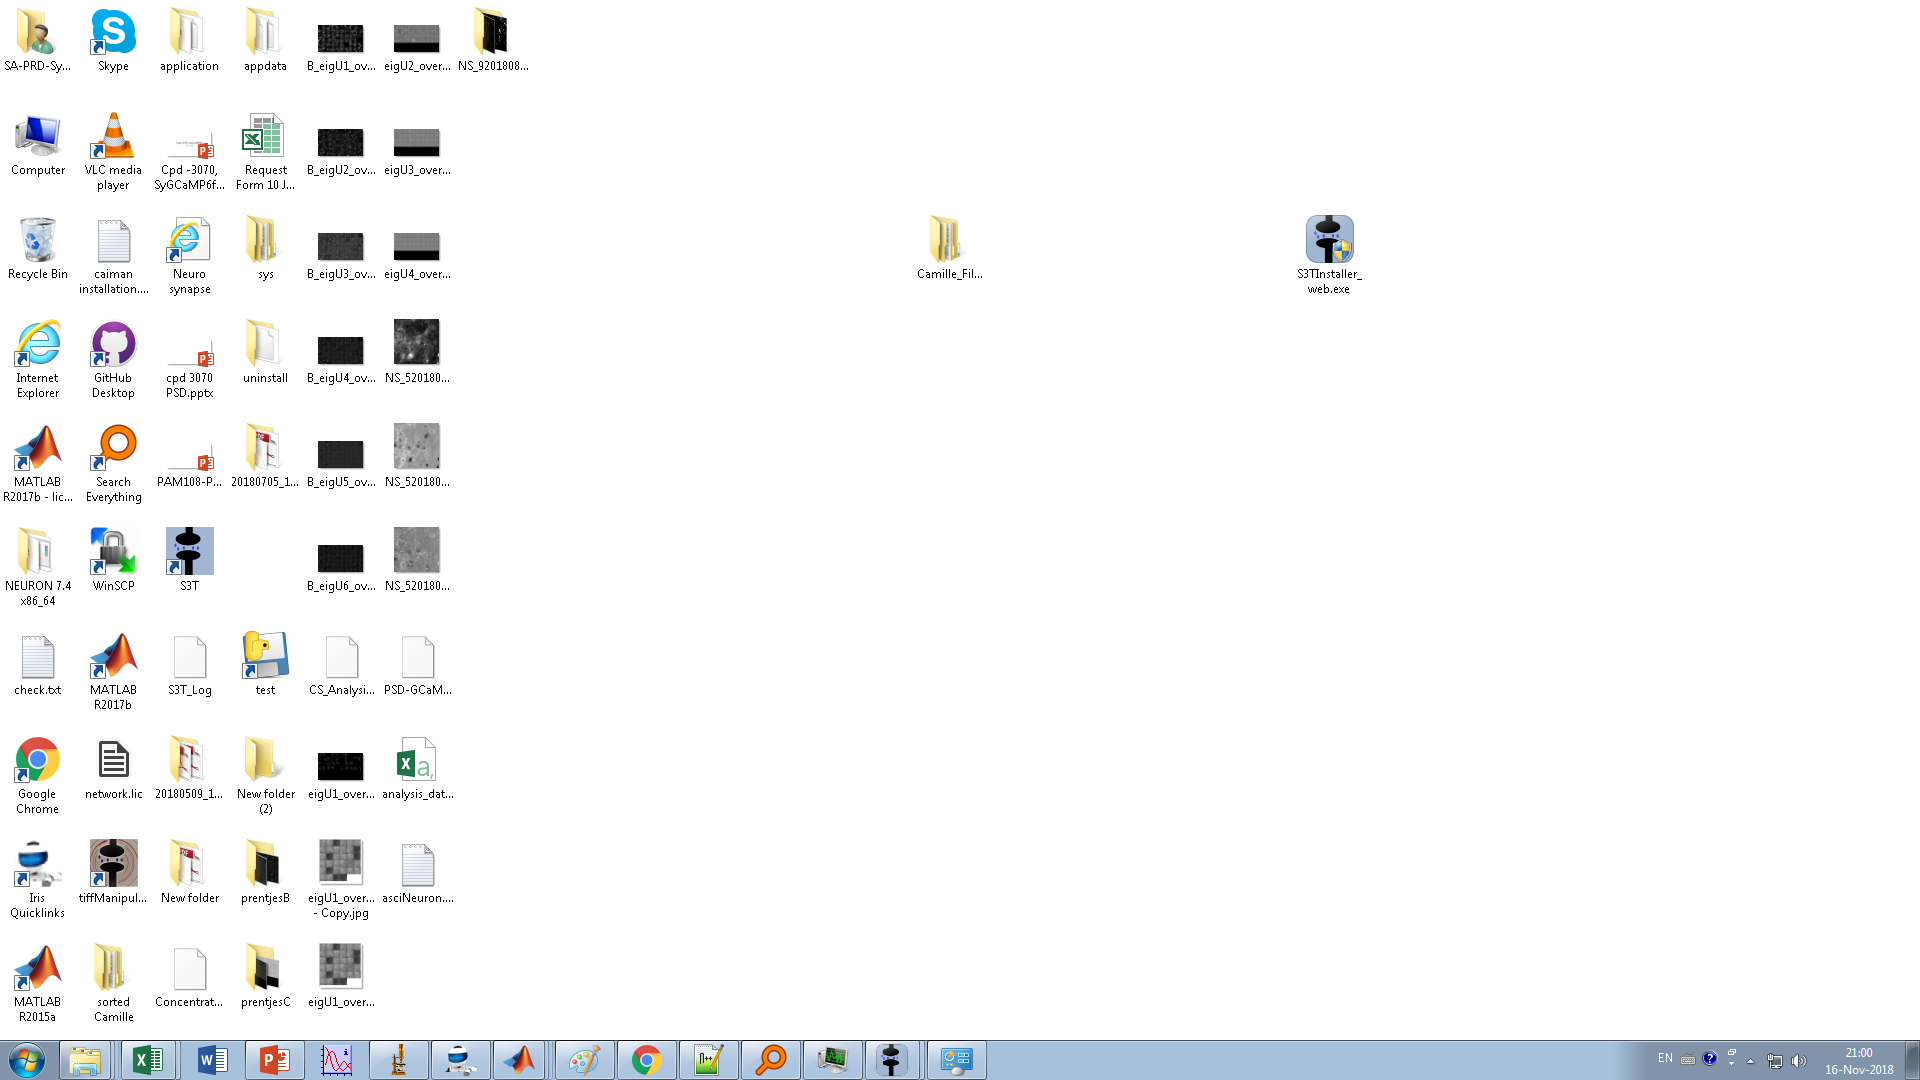 SA-PRD-Sy...
Skype
application
appdata
B_eigU1_ov...
eigU2_over...
NS_9201808...
Computer
VLC media
player
Cpd -3070,
SyGCaMP6f...
Request
Form 10 J...
B_eigU2_ov...
eigU3_over...
Recycle Bin
caiman
installation....
Neuro
synapse
sys
B_eigU3_ov...
eigU4_over...
Camille_Fil...
S3TInstaller_
web.exe
Internet
Explorer
GitHub
Desktop
cpd 3070
PSD.pptx
uninstall
B_eigU4_ov...
NS_520180...
MATLAB
R2017b - lic...
Search
Everything
PAM108-P...
20180705_1...
B_eigU5_ov...
NS_520180...
NEURON 7.4
x86_64
WinSCP
S3T
B_eigU6_ov...
NS_520180...
check.txt
MATLAB
R2017b
S3T_Log
test
CS_Analysi...
PSD-GCaM...
Google
Chrome
network.lic
20180509_1...
New folder
(2)
eigU1_over...
analysis_dat...
Iris
Quicklinks
tiffManipul...
New folder
prentjesB
eigU1_over...
- Copy.jpg
asciNeuron....
MATLAB
R2015a
sorted
Camille
Concentrat...
prentjesC
eigU1_over...
EN
21:00
16-Nov-2018